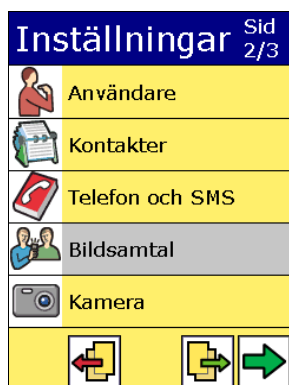 Inställningar Sid 2/3
Användare
Kontakter
Telefon och SMS
Bildsamtal
Kamera